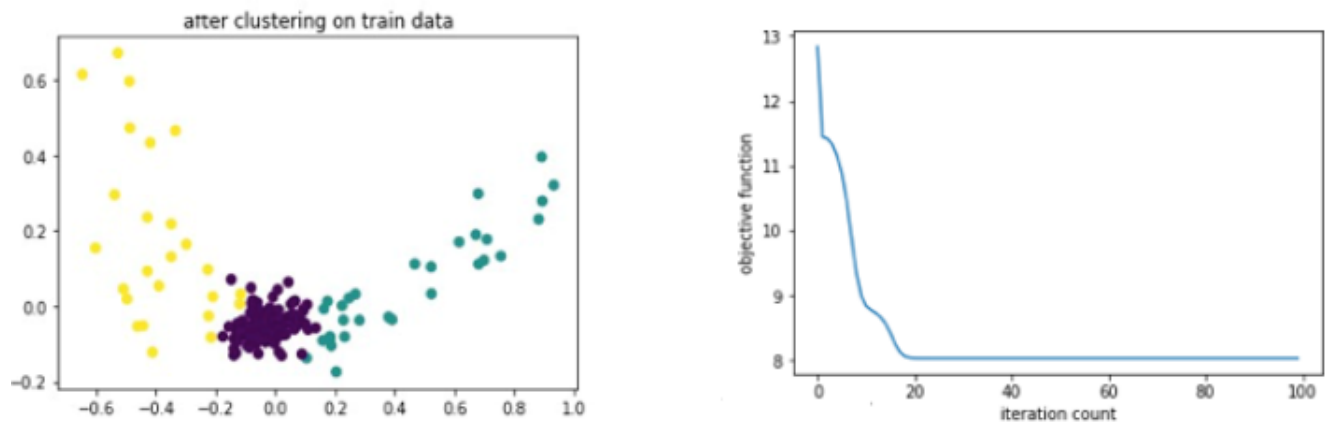 after clustering on train data
0.6
0.4
0.2
0.0
−0.2
−0.6 −0.4 −0.2 0.0 0.2 0.4 0.6 0.8 1.0
13
12
11
10
9
8
objective function
0 20 40 60 80 100
iteration count